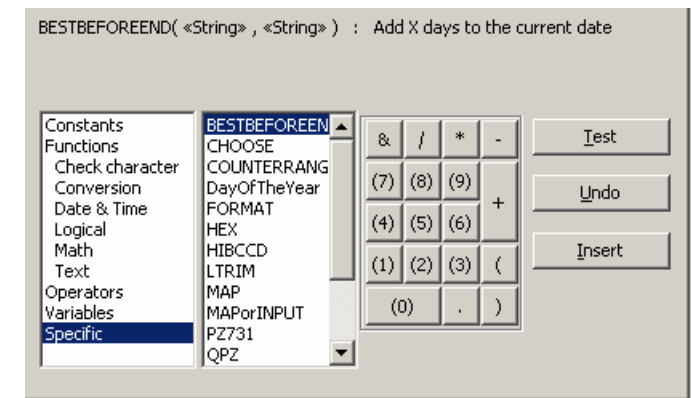 BESTBEFOREEND( «String» , «String» ) : Add X days to the current date
Constants
Functions
Check character
Conversion
Date & Time
Logical
Math
Text
Operators
Variables
Specific
BESTBEFOREEN
CHOOSE
COUNTERRANG
DayOfTheYear
FORMAT
HEX
HIBCCD
LTRIM
MAP
MAPorINPUT
PZ731
QPZ
& / * -
(7) (8) (9)
+
(4) (5) (6)
(1) (2) (3) (
(0) . )
Test
Undo
Insert